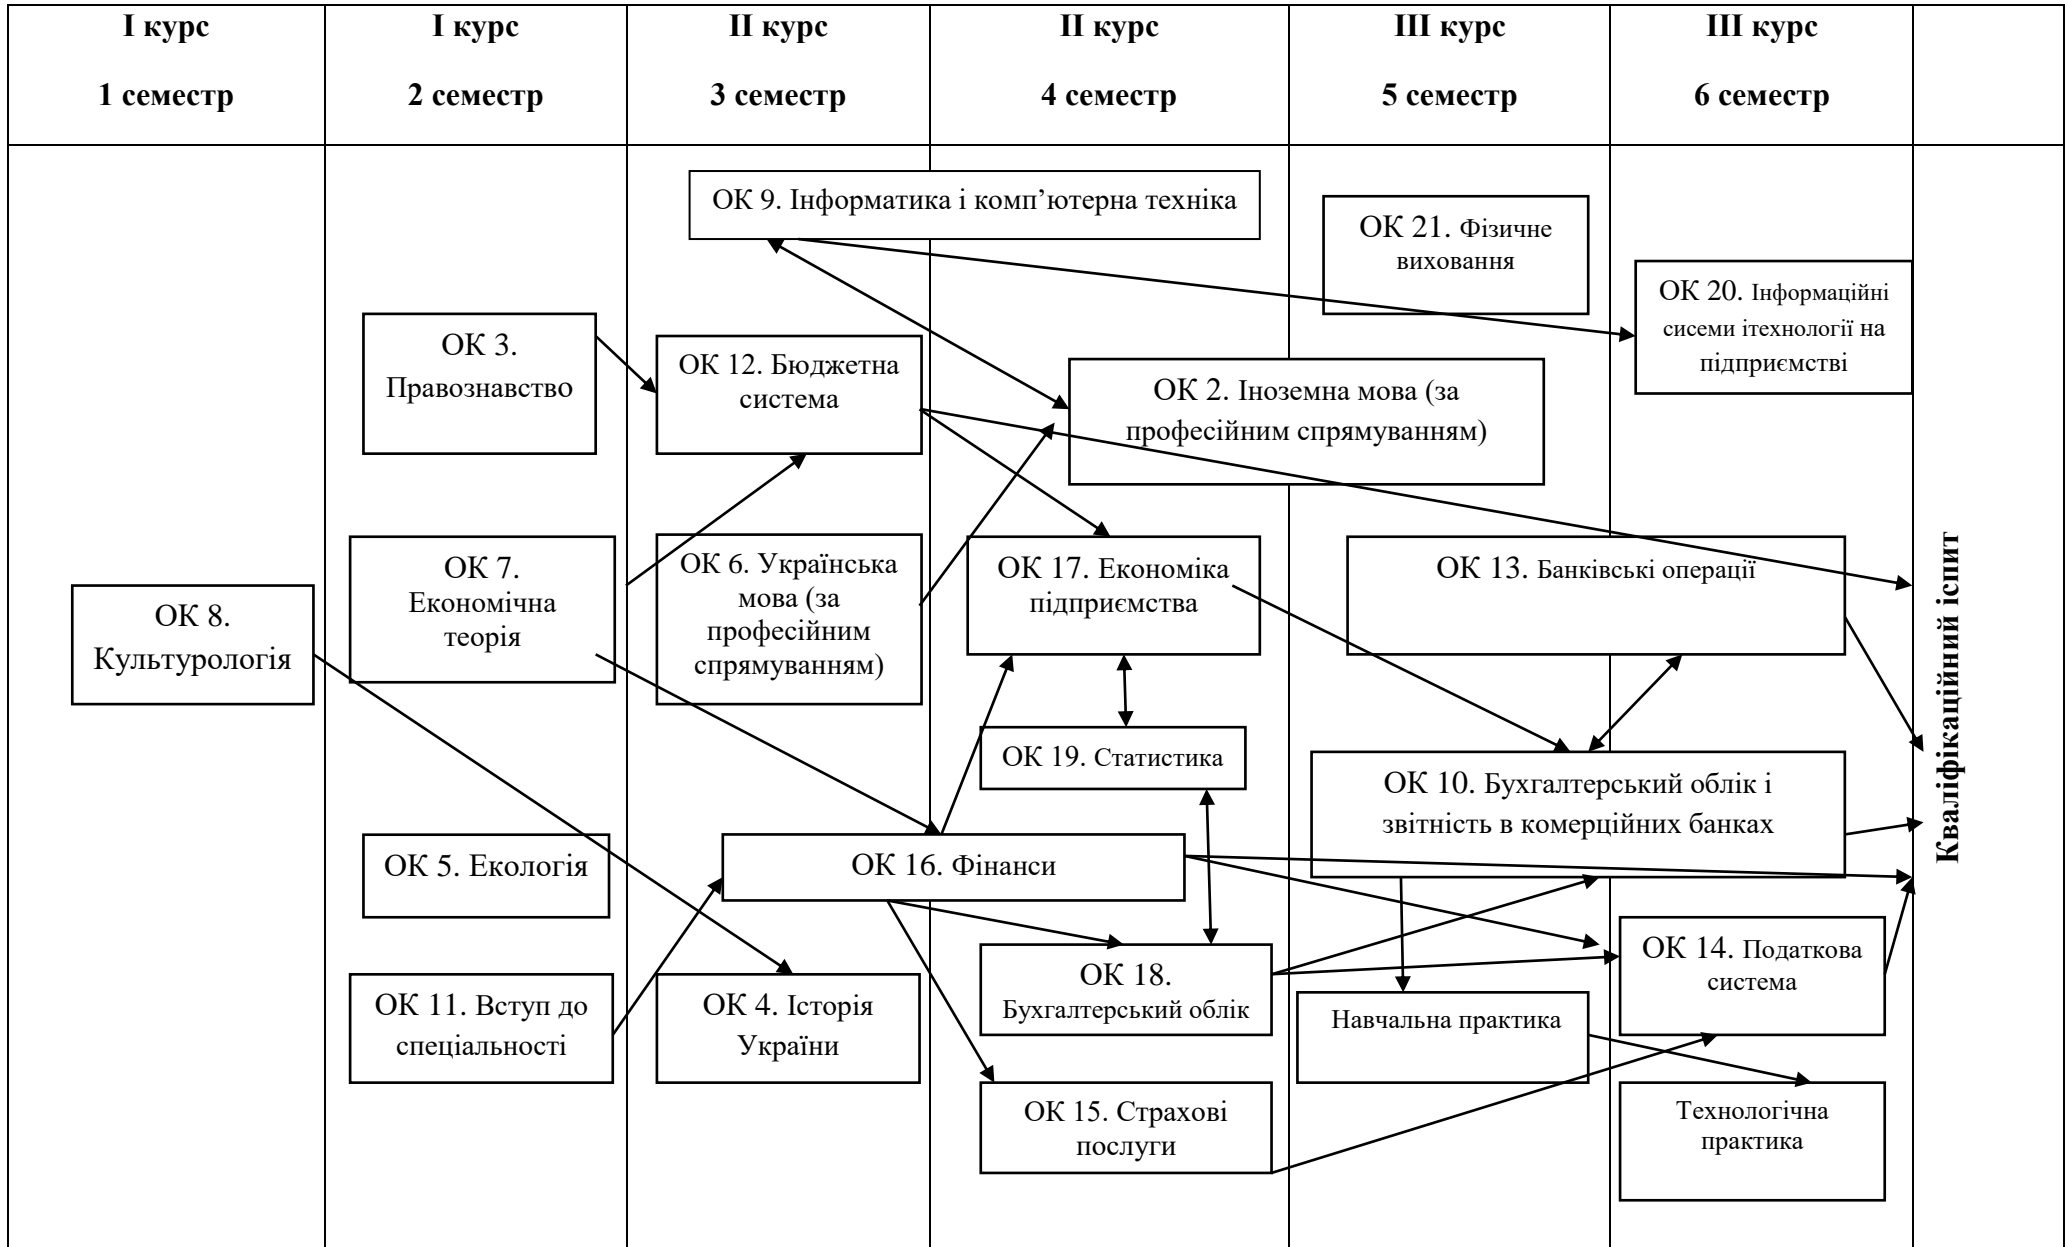 І курс
1 семестр
І курс
2 семестр
ІІ курс
3 семестр
ІІ курс
4 семестр
ІІІ курс
5 семестр
ІІІ курс
6 семестр
ОК 9. Інформатика і комп’ютерна техніка
ОК 21. Фізичне
виховання
ОК 20. Інформаційні
сисеми ітехнології на
підприємстві
ОК 3.
Правознавство
ОК 12. Бюджетна
система
ОК 2. Іноземна мова (за
професійним спрямуванням)
ОК 8.
Культурологія
ОК 7.
Економічна
теорія
ОК 6. Українська
мова (за
професійним
спрямуванням)
ОК 17. Економіка
підприємства
ОК 13. Банківські операції
Кваліфікаційний іспит
ОК 19. Статистика
ОК 10. Бухгалтерський облік і
звітність в комерційних банках
ОК 5. Екологія
ОК 16. Фінанси
ОК 11. Вступ до
спеціальності
ОК 4. Історія
України
ОК 18.
Бухгалтерський облік
Навчальна практика
ОК 14. Податкова
система
ОК 15. Страхові
послуги
Технологічна
практика